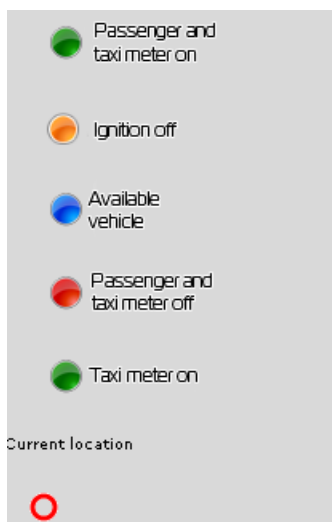 Passenger and
taxi meter on
Ignition off
Available
vehicle
Passenger and
taxi meter off
Taxi meter on
Current location